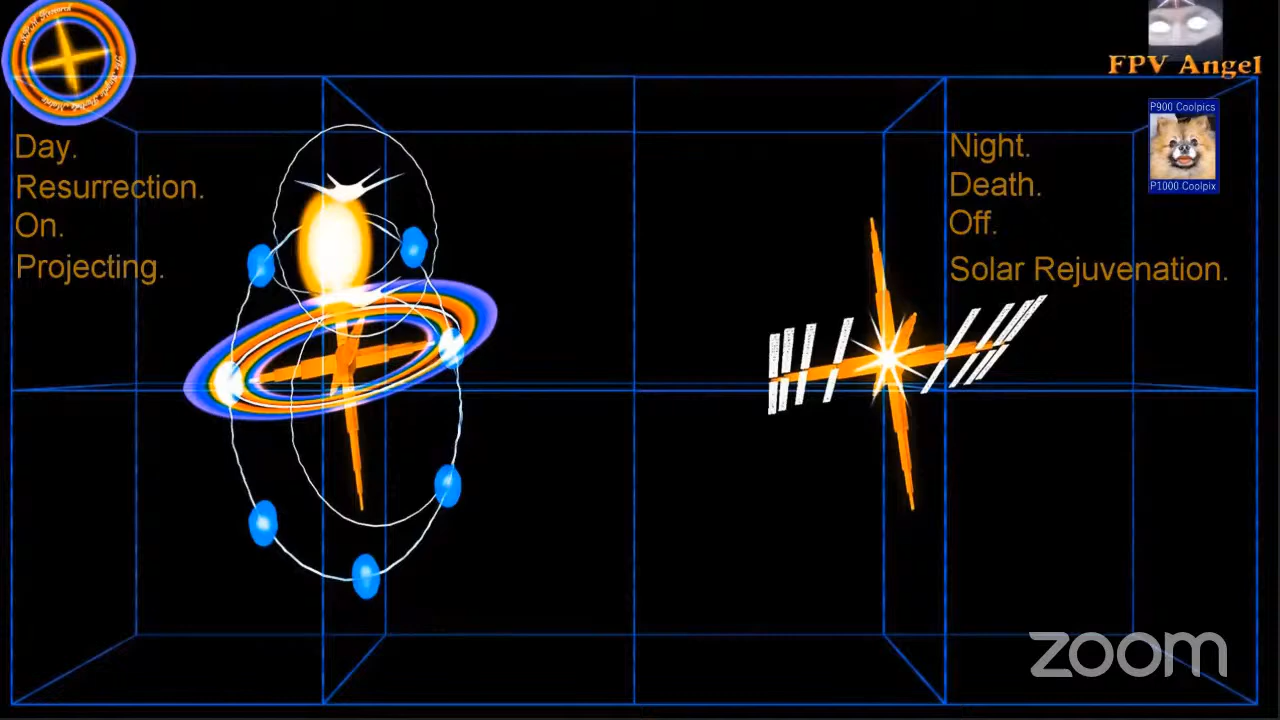 FPV Angel
P900 Coolpics
P1000 Coolpix
Day.
Resurrection.
On.
Projecting.
Night.
Death.
Off.
Solar Rejuvenation.
zoom